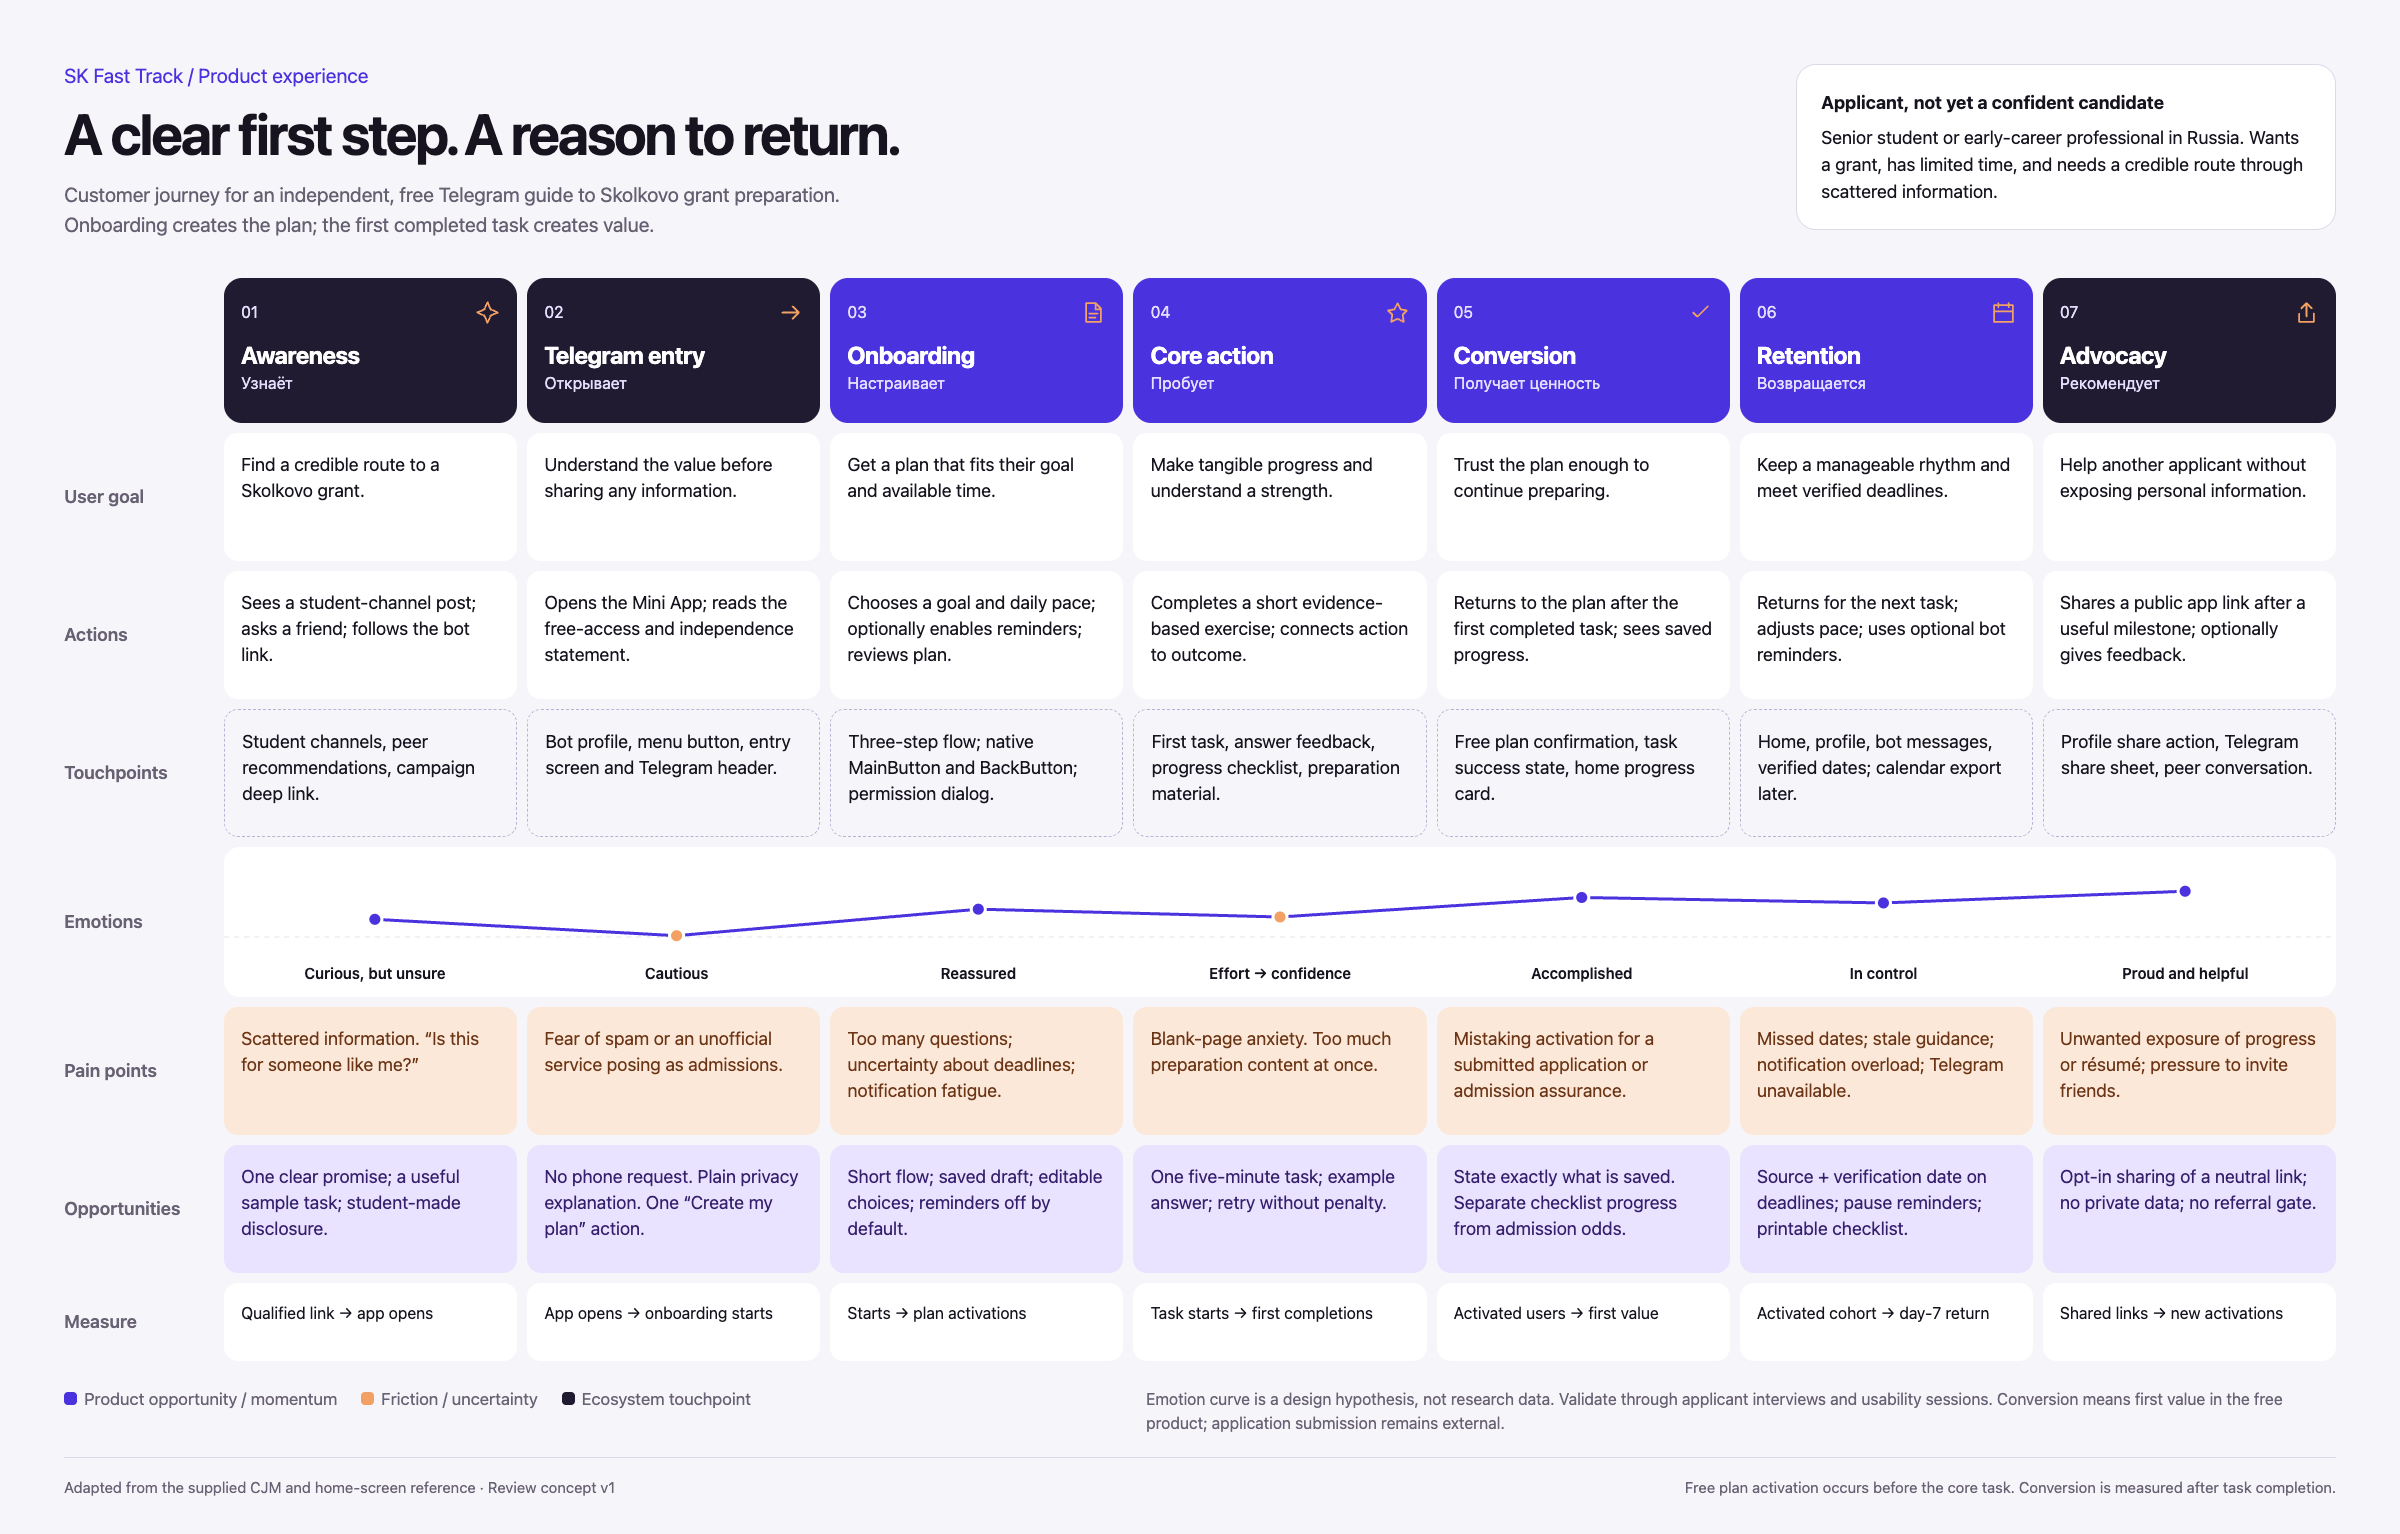 SK Fast Track / Product experience
A clear first step. A reason to return.
Customer journey for an independent, free Telegram guide to Skolkovo grant preparation.
Onboarding creates the plan; the first completed task creates value.
Applicant, not yet a confident candidate
Senior student or early-career professional in Russia. Wants
a grant, has limited time, and needs a credible route through
scattered information.
01
Awareness
Узнаёт
02
Telegram entry
Открывает
03
Onboarding
Настраивает
04
Core action
Пробует
05
Conversion
Получает ценность
06
Retention
Возвращается
07
Advocacy
Рекомендует
User goal
Find a credible route to a
Skolkovo grant.
Understand the value before
sharing any information.
Get a plan that fits their goal
and available time.
Make tangible progress and
understand a strength.
Trust the plan enough to
continue preparing.
Keep a manageable rhythm and
meet verified deadlines.
Help another applicant without
exposing personal information.
Actions
Sees a student-channel post;
asks a friend; follows the bot
link.
Opens the Mini App; reads the
free-access and independence
statement.
Chooses a goal and daily pace;
optionally enables reminders;
reviews plan.
Completes a short evidence-
based exercise; connects action
to outcome.
Returns to the plan after the
first completed task; sees saved
progress.
Returns for the next task;
adjusts pace; uses optional bot
reminders.
Shares a public app link after a
useful milestone; optionally
gives feedback.
Touchpoints
Student channels, peer
recommendations, campaign
deep link.
Bot profile, menu button, entry
screen and Telegram header.
Three-step flow; native
MainButton and BackButton;
permission dialog.
First task, answer feedback,
progress checklist, preparation
material.
Free plan confirmation, task
success state, home progress
card.
Home, profile, bot messages,
verified dates; calendar export
later.
Profile share action, Telegram
share sheet, peer conversation.
Emotions
Curious, but unsure
Cautious
Reassured
Effort → confidence
Accomplished
In control
Proud and helpful
Pain points
Scattered information. “Is this
for someone like me?”
Fear of spam or an unofficial
service posing as admissions.
Too many questions;
uncertainty about deadlines;
notification fatigue.
Blank-page anxiety. Too much
preparation content at once.
Mistaking activation for a
submitted application or
admission assurance.
Missed dates; stale guidance;
notification overload; Telegram
unavailable.
Unwanted exposure of progress
or résumé; pressure to invite
friends.
Opportunities
One clear promise; a useful
sample task; student-made
disclosure.
No phone request. Plain privacy
explanation. One “Create my
plan” action.
Short flow; saved draft; editable
choices; reminders off by
default.
One five-minute task; example
answer; retry without penalty.
State exactly what is saved.
Separate checklist progress
from admission odds.
Source + verification date on
deadlines; pause reminders;
printable checklist.
Opt-in sharing of a neutral link;
no private data; no referral gate.
Measure
Qualified link → app opens
App opens → onboarding starts
Starts → plan activations
Task starts → first completions
Activated users → first value
Activated cohort → day-7 return
Shared links → new activations
Product opportunity / momentum
Friction / uncertainty
Ecosystem touchpoint
Emotion curve is a design hypothesis, not research data. Validate through applicant interviews and usability sessions. Conversion means first value in the free
product; application submission remains external.
Adapted from the supplied CJM and home-screen reference · Review concept v1
Free plan activation occurs before the core task. Conversion is measured after task completion.